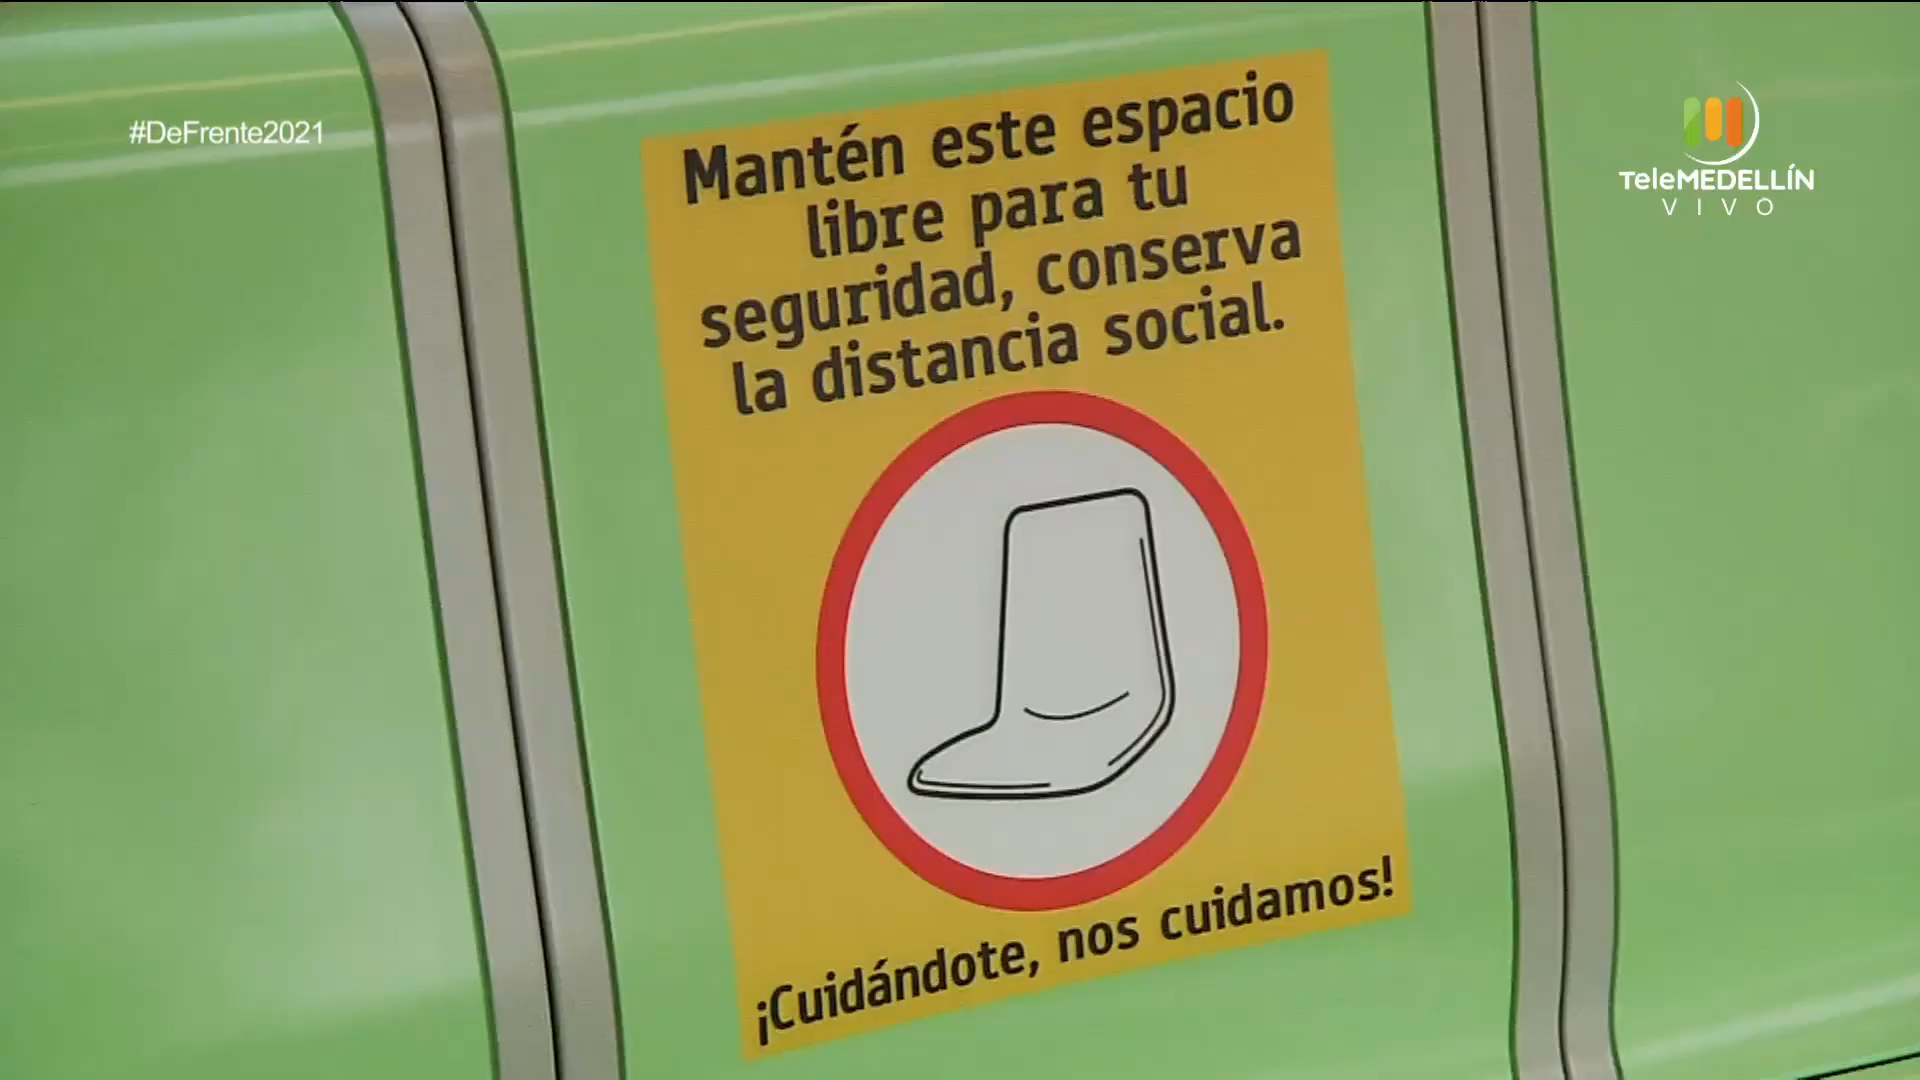 #DeFrente2021
TeleMEDELLÍN
VIVO
Mantén este espacio
libre para tu
seguridad, conserva
la distancia social.
¡Cuidándote, nos cuidamos!